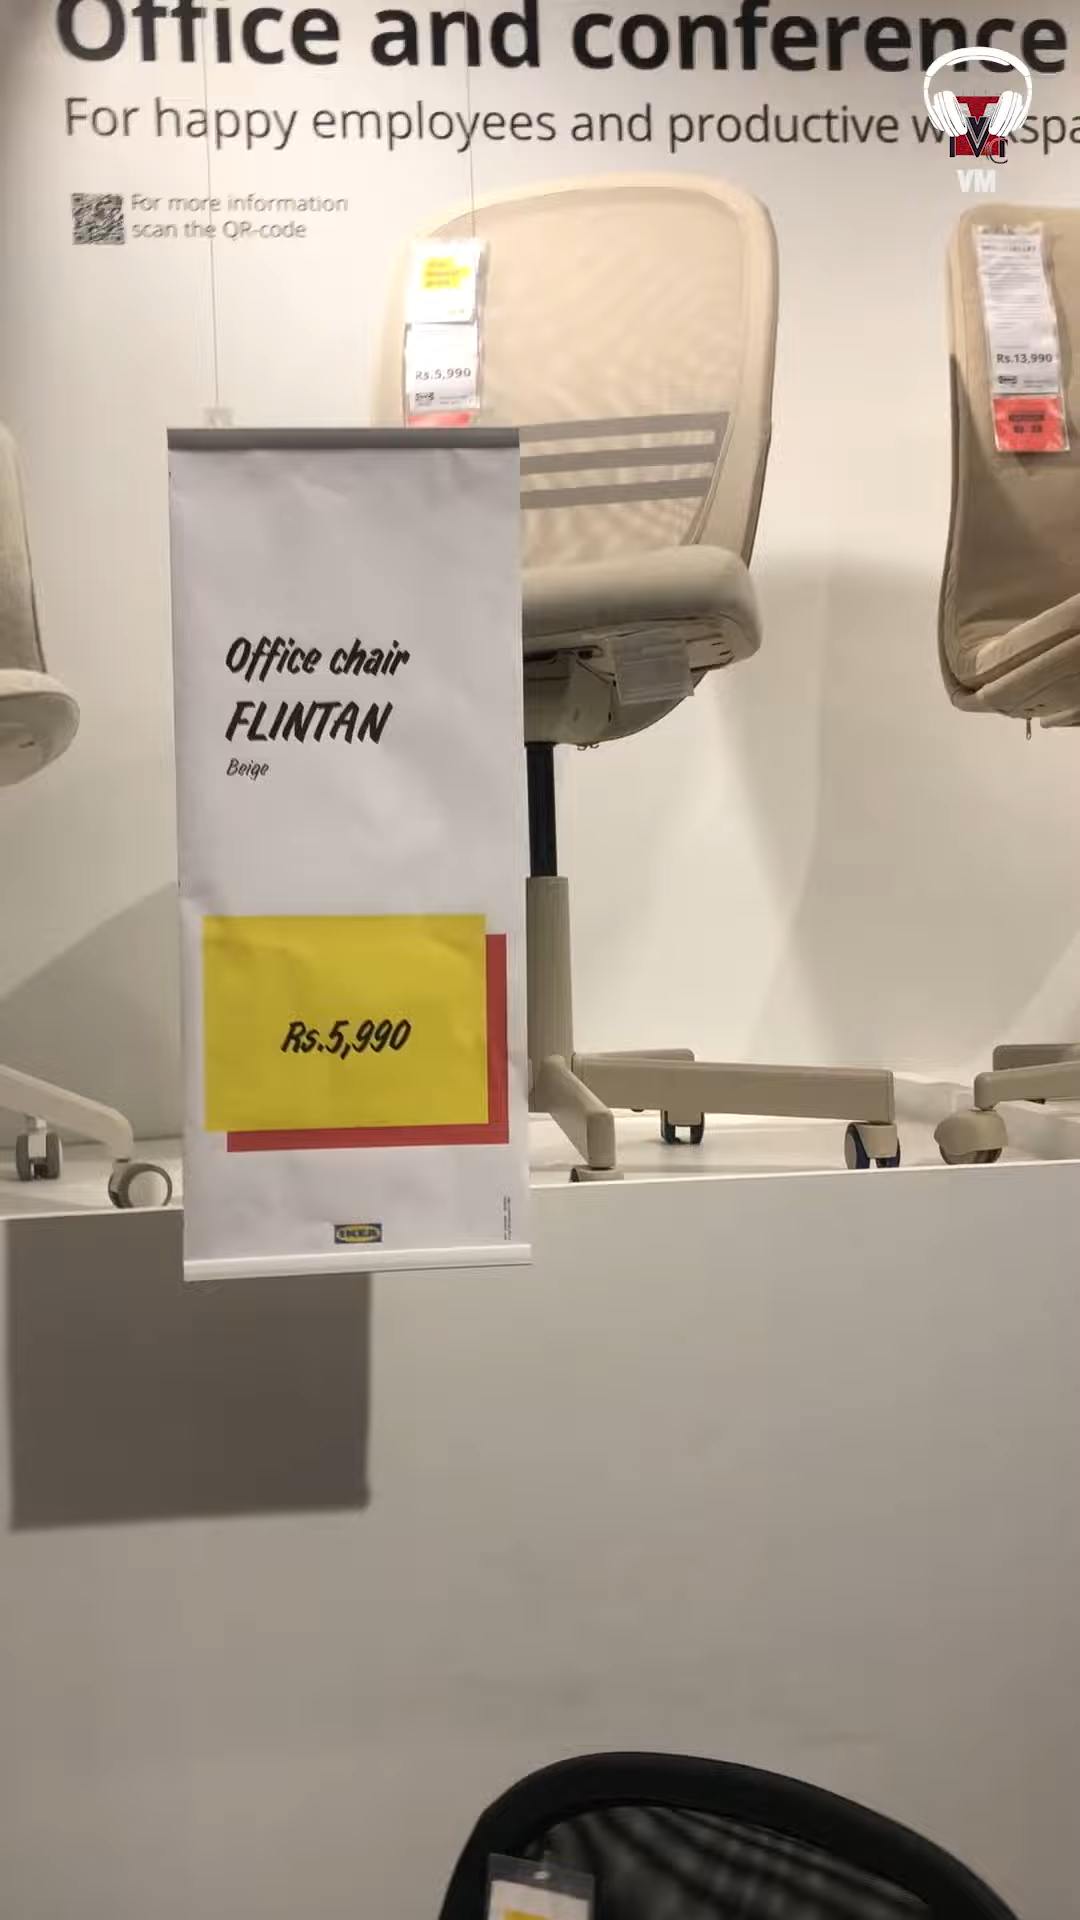 Office and conference
For happy employees and productive
For more information
scan the QR-code
Rs.5,990
Rs.13,990
Office chair
FLINTAN
Beige
Rs.5,990
IKEA
VM